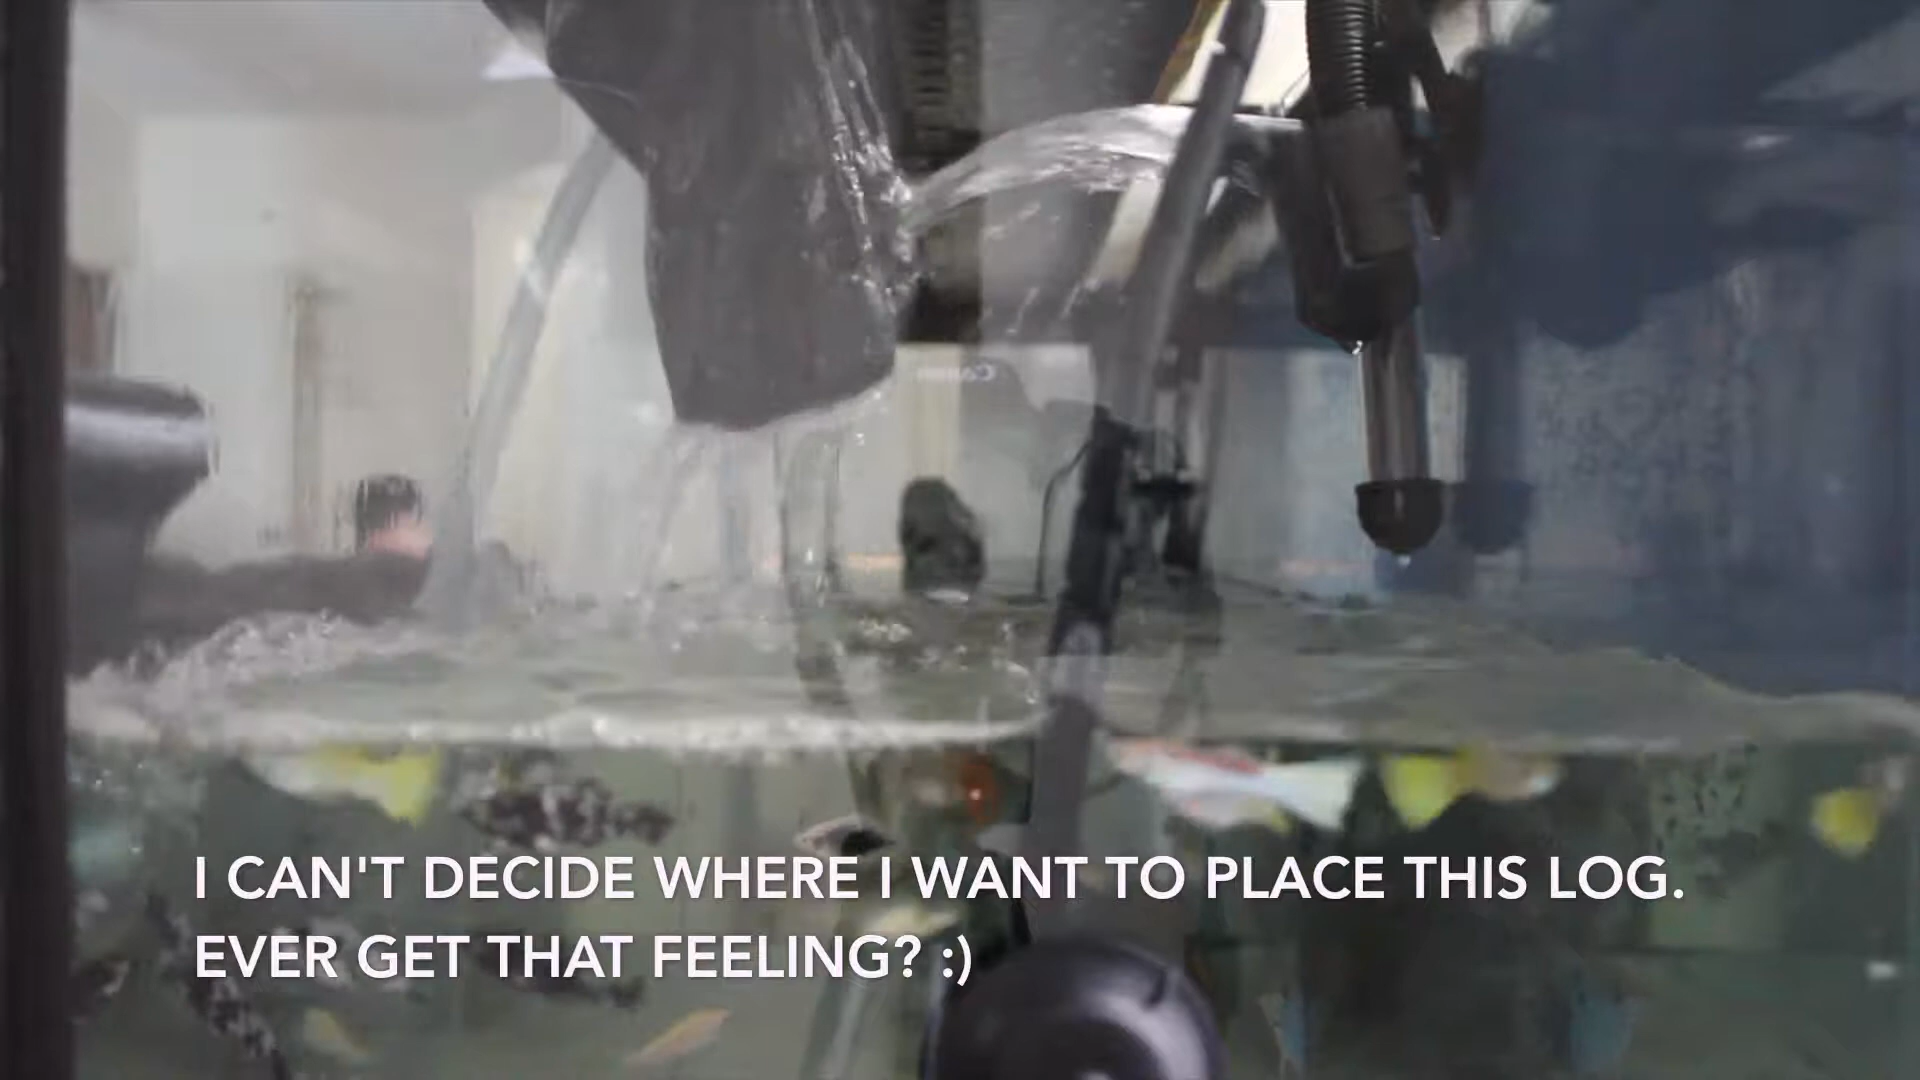 I CAN'T DECIDE WHERE I WANT TO PLACE THIS LOG.
EVER GET THAT FEELING? :)